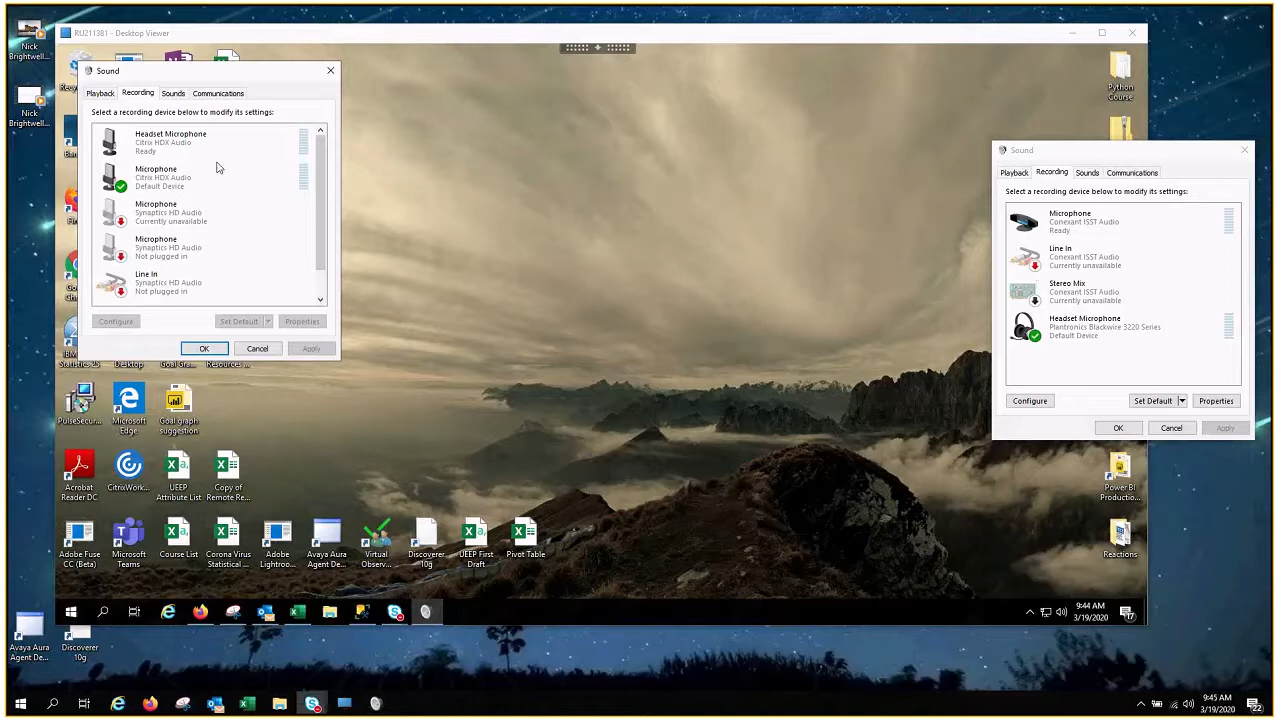 Nick
Brightwell...
Nick
Brightwell...
RU211381 - Desktop Viewer
Sound
Playback
Recording
Sounds
Communications
Select a recording device below to modify its settings:
Headset Microphone
Citrix HDX Audio
Ready
Microphone
Citrix HDX Audio
Default Device
Microphone
Synaptics HD Audio
Currently unavailable
Microphone
Synaptics HD Audio
Not plugged in
Line In
Synaptics HD Audio
Not plugged in
Configure
Set Default
Properties
OK
Cancel
Apply
Python
Course
Sound
Playback
Recording
Sounds
Communications
Select a recording device below to modify its settings:
Microphone
Conexant ISST Audio
Ready
Line In
Conexant ISST Audio
Currently unavailable
Stereo Mix
Conexant ISST Audio
Currently unavailable
Headset Microphone
Plantronics Blackwire 3220 Series
Default Device
Configure
Set Default
Properties
OK
Cancel
Apply
Statistics 25
Desktop
Goal Gra...
Resources ...
PulseSecur...
Microsoft
Edge
Goal graph
suggestion
Acrobat
Reader DC
CitrixWork...
UEEP
Attribute List
Copy of
Remote Re...
Power BI
Productio...
Adobe Fuse
CC (Beta)
Microsoft
Teams
Course List
Corona Virus
Statistical ...
Adobe
Lightroo...
Avaya Aura
Agent De...
Virtual
Observ...
Discoverer
10g
UEEP First
Draft
Pivot Table
Reactions
9:44 AM
3/19/2020
17
Avaya Aura
Agent De...
Discoverer
10g
9:45 AM
3/19/2020
22